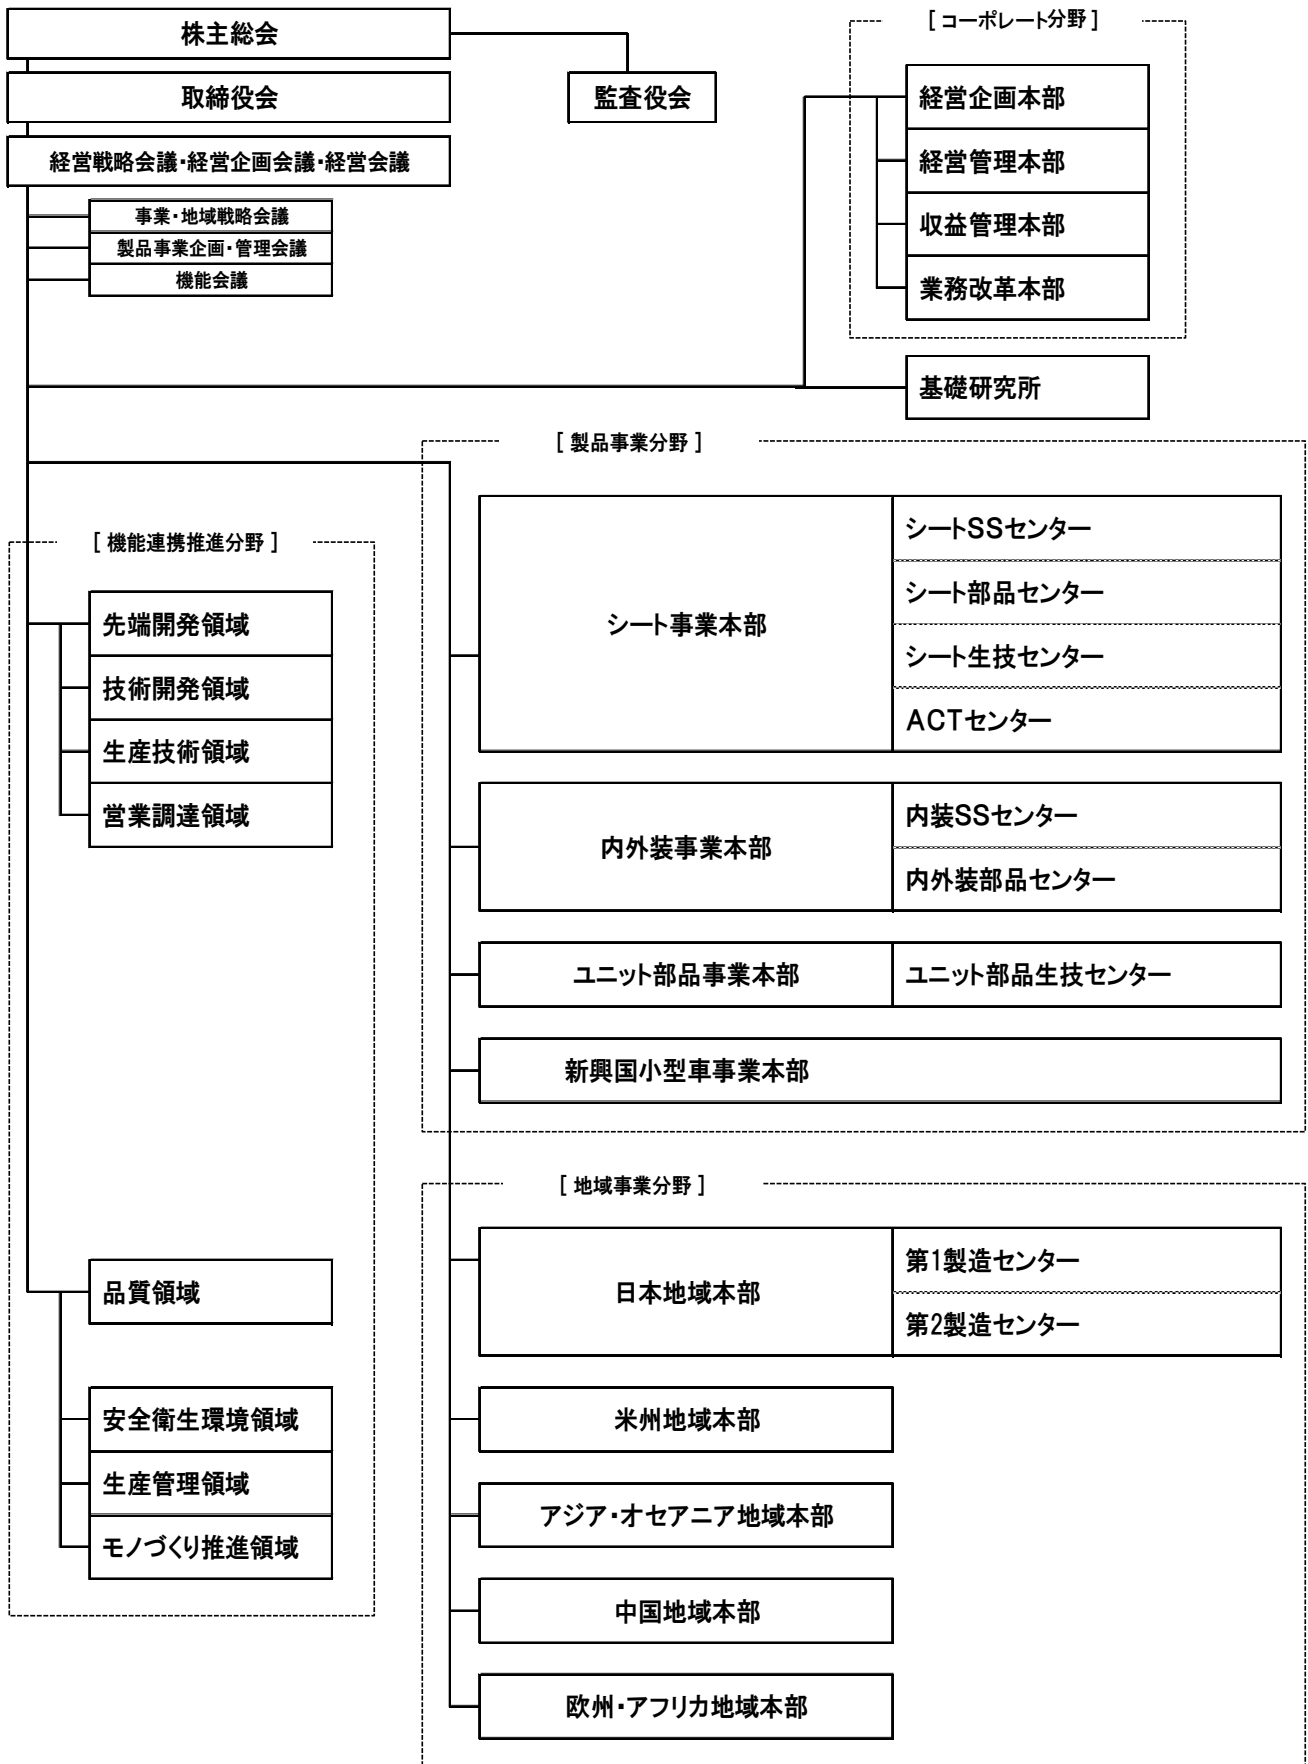 株主総会
取締役会
監査役会
経営戦略会議・経営企画会議・経営会議
事業・地域戦略会議
製品事業企画・管理会議
機能会議
[ コーポレート分野 ]
経営企画本部
経営管理本部
収益管理本部
業務改革本部
基礎研究所
[ 機能連携推進分野 ]
先端開発領域
技術開発領域
生産技術領域
営業調達領域
品質領域
安全衛生環境領域
生産管理領域
モノづくり推進領域
[ 製品事業分野 ]
シート事業本部
シートSSセンター
シート部品センター
シート生技センター
ACTセンター
内外装事業本部
内装SSセンター
内外装部品センター
ユニット部品事業本部
ユニット部品生技センター
新興国小型車事業本部
[ 地域事業分野 ]
日本地域本部
第1製造センター
第2製造センター
米州地域本部
アジア・オセアニア地域本部
中国地域本部
欧州・アフリカ地域本部